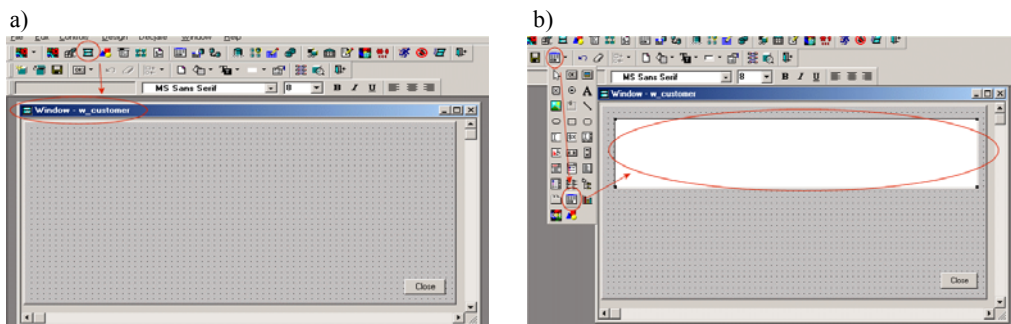 a)
File Edit Controls Design Declare Window Help
MS Sans Serif 8 B I U
Window - w_customer
Close
b)
MS Sans Serif 8 B I U
Window - w_customer
Close